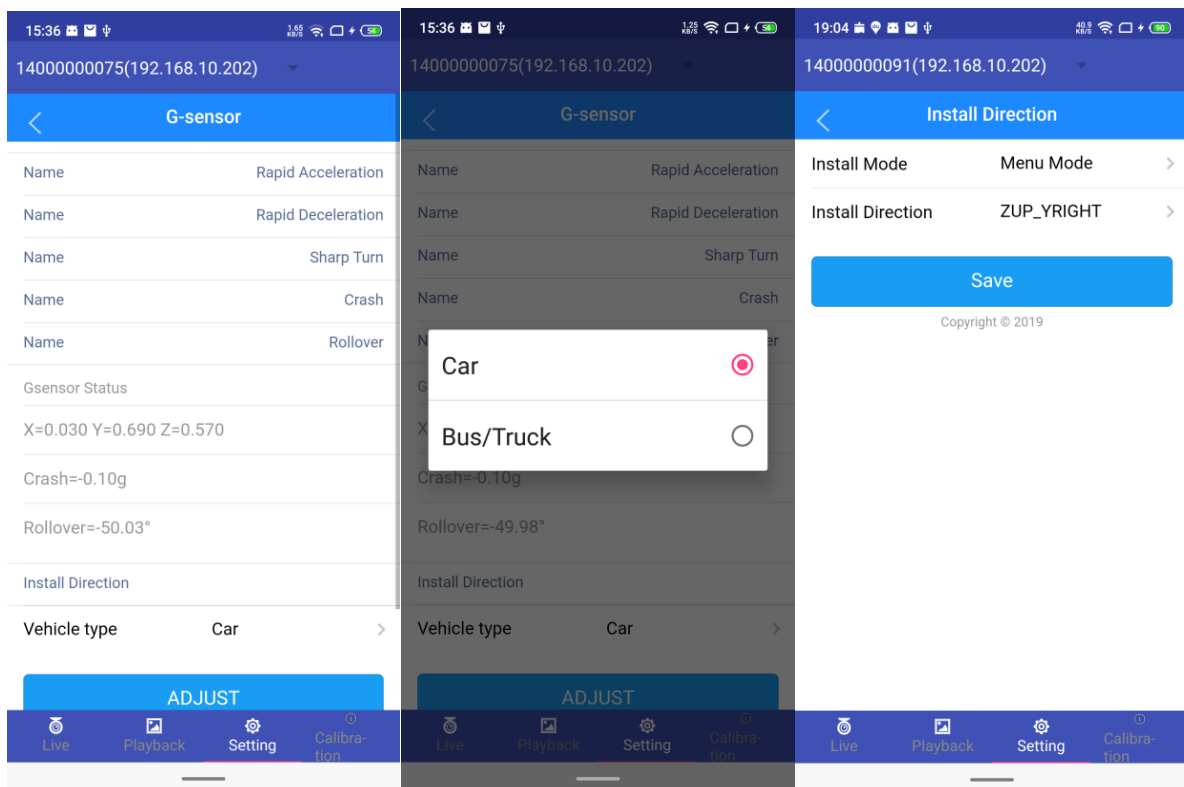 15:36
1.65 KB/S
54
14000000075(192.168.10.202)
G-sensor
Name Rapid Acceleration
Name Rapid Deceleration
Name Sharp Turn
Name Crash
Name Rollover
Gsensor Status
X=0.030 Y=0.690 Z=0.570
Crash=-0.10g
Rollover=-50.03°
Install Direction
Vehicle type Car
ADJUST
Live
Playback
Setting
Calibra-
tion
15:36
1.25 KB/S
54
14000000075(192.168.10.202)
G-sensor
Name Rapid Acceleration
Name Rapid Deceleration
Name Sharp Turn
Name Crash
N er
Car
Bus/Truck
G
X
Crash=-0.10g
Rollover=-49.98°
Install Direction
Vehicle type Car
ADJUST
Live
Playback
Setting
Calibra-
tion
19:04
40.9 KB/S
90
14000000091(192.168.10.202)
Install Direction
Install Mode Menu Mode
Install Direction ZUP_YRIGHT
Save
Copyright © 2019
Live
Playback
Setting
Calibra-
tion